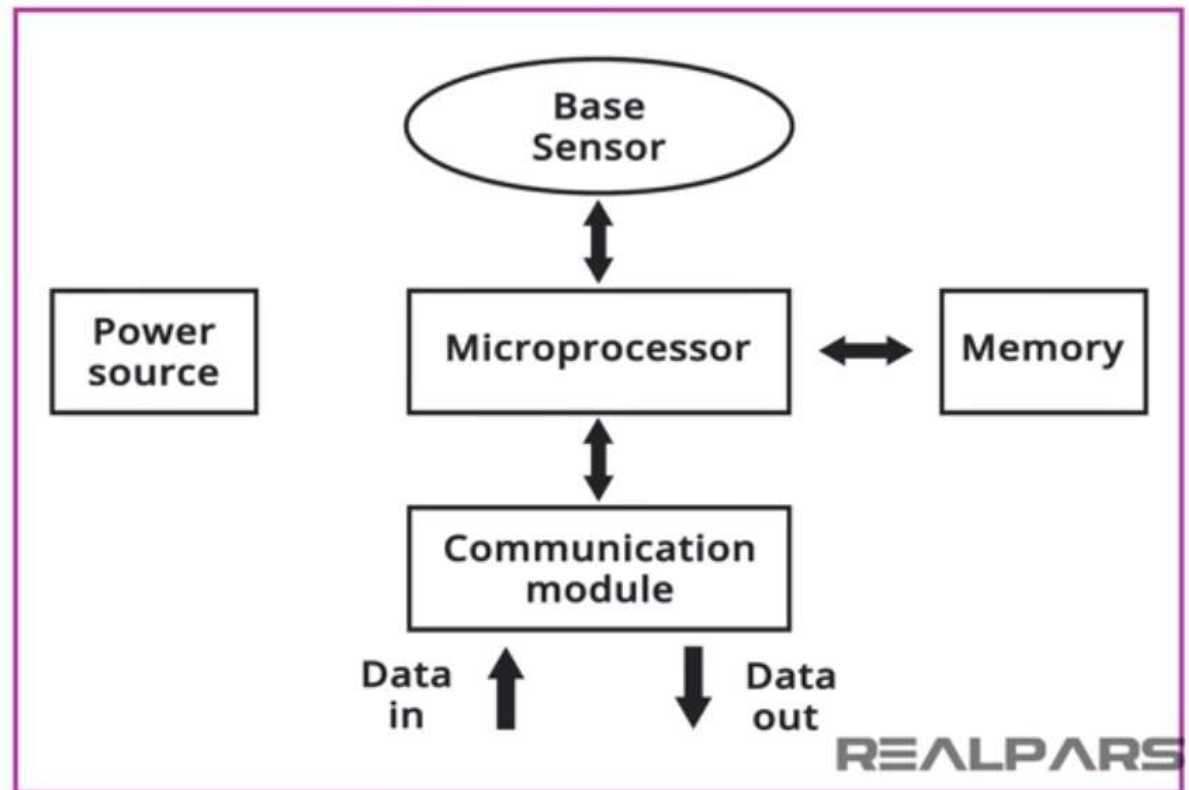 Base
Sensor
Power
source
Microprocessor
Memory
Communication
module
Data
in
Data
out
REALPARS